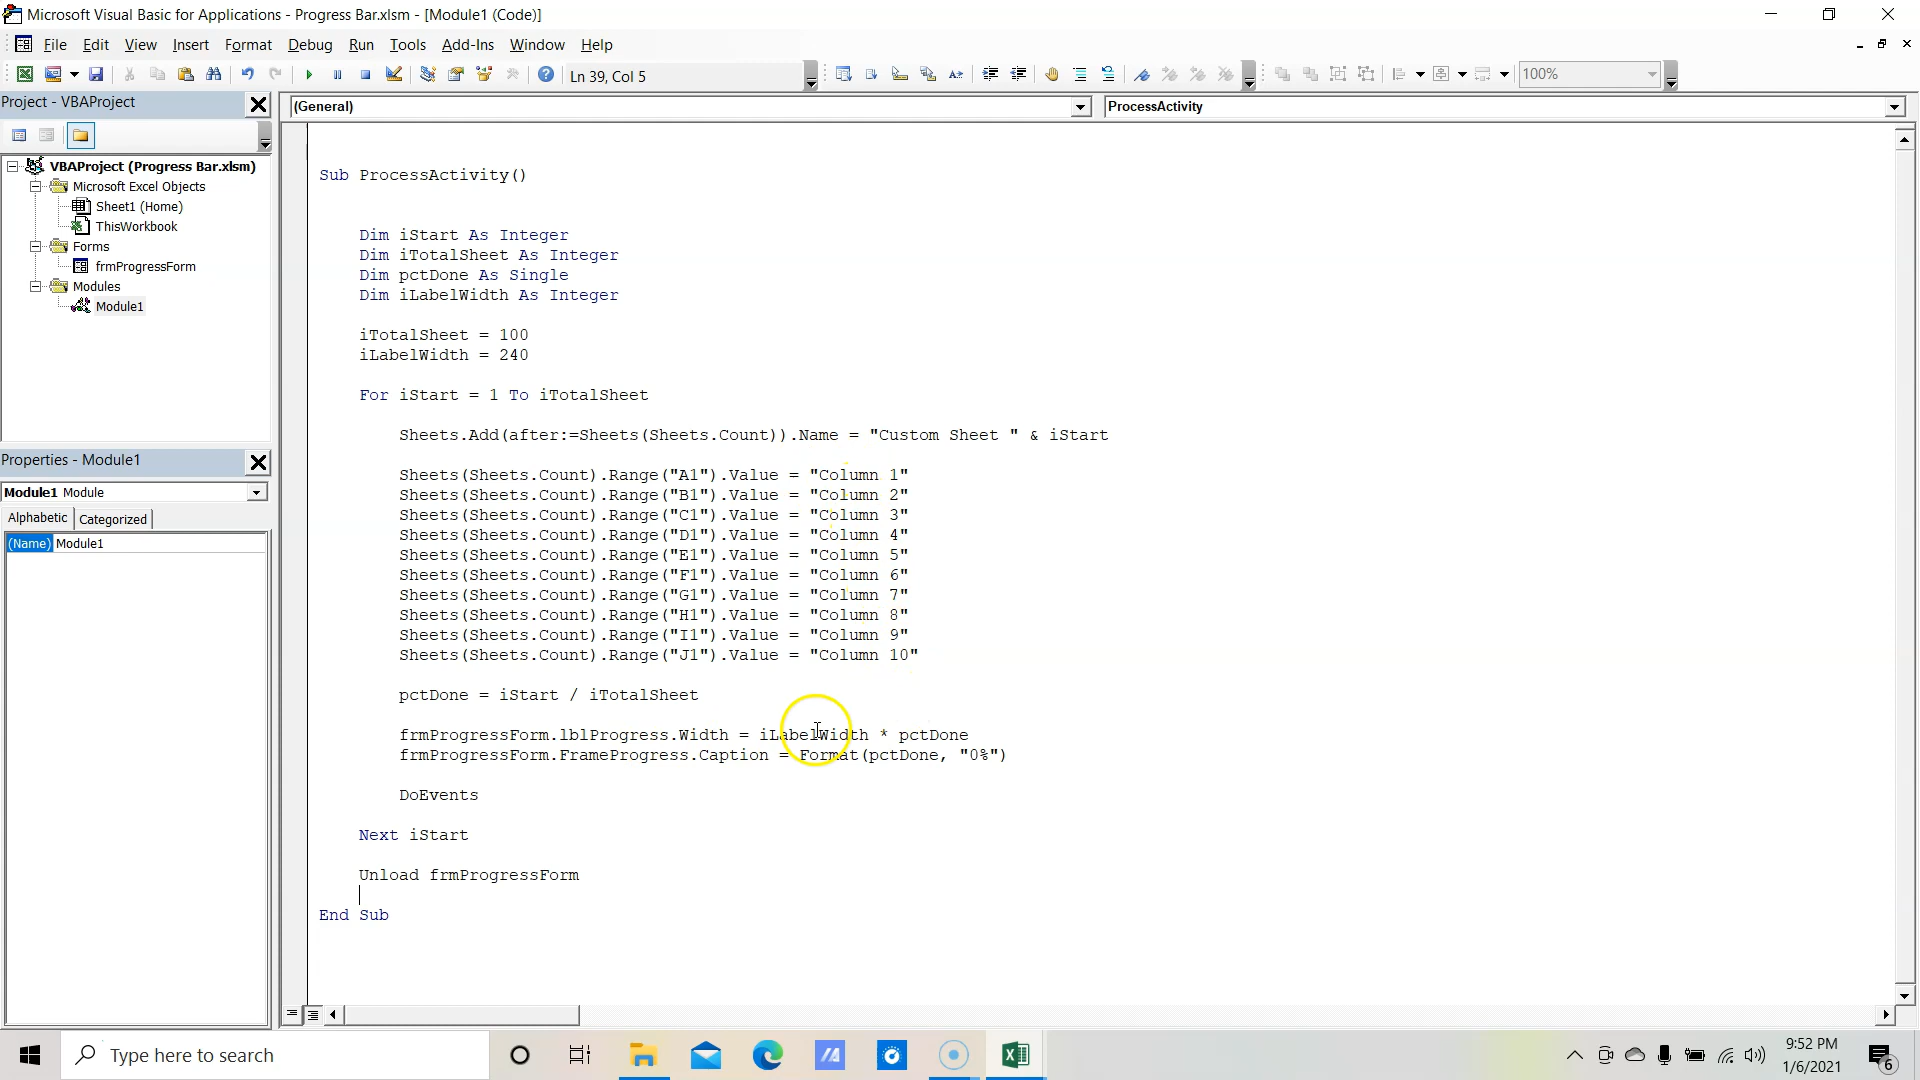 Microsoft Visual Basic for Applications - Progress Bar.xlsm - [Module1 (Code)]
File Edit View Insert Format Debug Run Tools Add-Ins Window Help
Ln 39, Col 5
100%
Project - VBAProject
(General)
ProcessActivity
VBAProject (Progress Bar.xlsm)
Microsoft Excel Objects
Sheet1 (Home)
ThisWorkbook
Forms
frmProgressForm
Modules
Module1
Properties - Module1
Module1 Module
Alphabetic Categorized
(Name) Module1
Sub ProcessActivity()
Dim iStart As Integer
Dim iTotalSheet As Integer
Dim pctDone As Single
Dim iLabelWidth As Integer
iTotalSheet = 100
iLabelWidth = 240
For iStart = 1 To iTotalSheet
Sheets.Add(after:=Sheets(Sheets.Count)).Name = "Custom Sheet " & iStart
Sheets(Sheets.Count).Range("A1").Value = "Column 1"
Sheets(Sheets.Count).Range("B1").Value = "Column 2"
Sheets(Sheets.Count).Range("C1").Value = "Column 3"
Sheets(Sheets.Count).Range("D1").Value = "Column 4"
Sheets(Sheets.Count).Range("E1").Value = "Column 5"
Sheets(Sheets.Count).Range("F1").Value = "Column 6"
Sheets(Sheets.Count).Range("G1").Value = "Column 7"
Sheets(Sheets.Count).Range("H1").Value = "Column 8"
Sheets(Sheets.Count).Range("I1").Value = "Column 9"
Sheets(Sheets.Count).Range("J1").Value = "Column 10"
pctDone = iStart / iTotalSheet
frmProgressForm.lblProgress.Width = iLabelWidth * pctDone
frmProgressForm.FrameProgress.Caption = Format(pctDone, "0%")
DoEvents
Next iStart
Unload frmProgressForm
End Sub
Type here to search
9:52 PM
1/6/2021
6